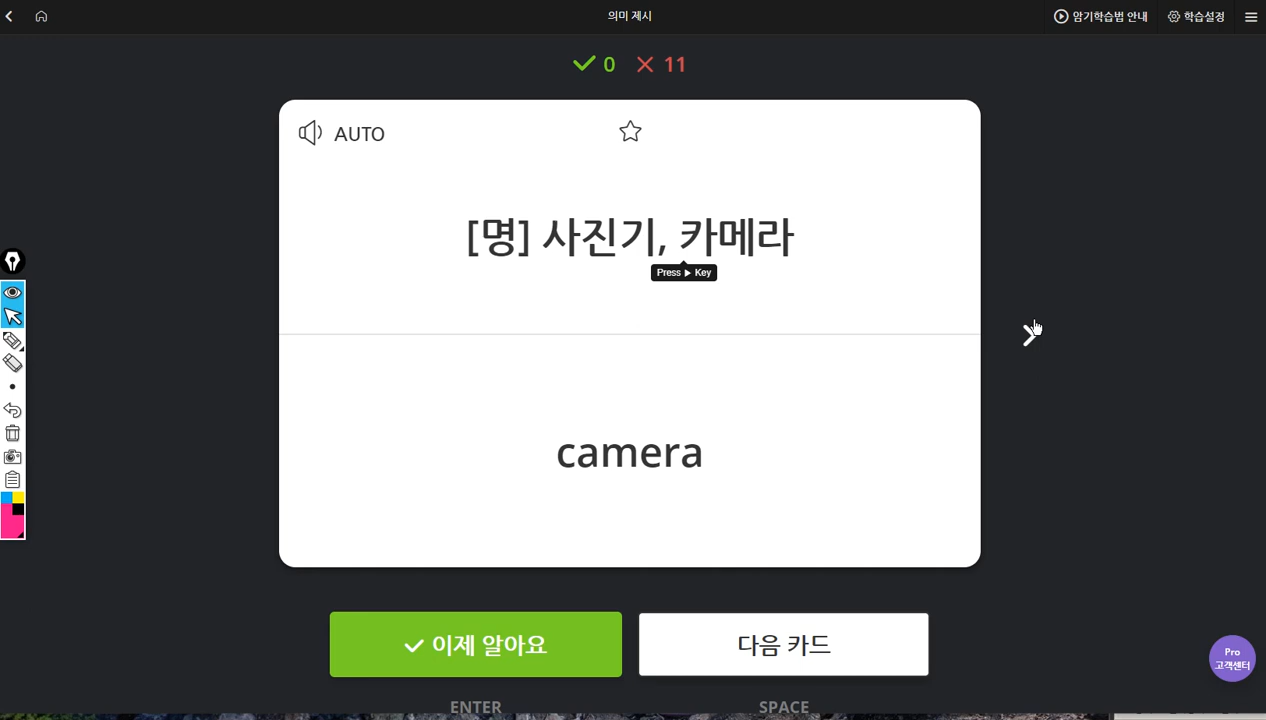 의미 제시
암기학습법 안내
학습설정
0
11
AUTO
[명] 사진기, 카메라
Press ▶ Key
camera
이제 알아요
다음 카드
ENTER
SPACE
Pro
고객센터